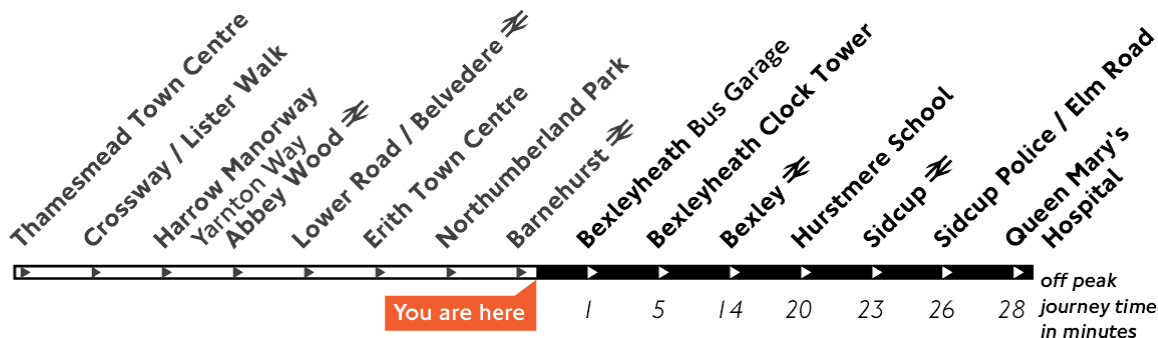 Thamesmead Town Centre
Crossway / Lister Walk
Harrow Manorway
Yarnton Way
Abbey Wood
Lower Road / Belvedere
Erith Town Centre
Northumberland Park
Barnehurst
Bexleyheath Bus Garage
Bexleyheath Clock Tower
Bexley
Hurstmere School
Sidcup
Sidcup Police / Elm Road
Queen Mary's
Hospital
You are here
1 5 14 20 23 26 28
off peak
journey time
in minutes